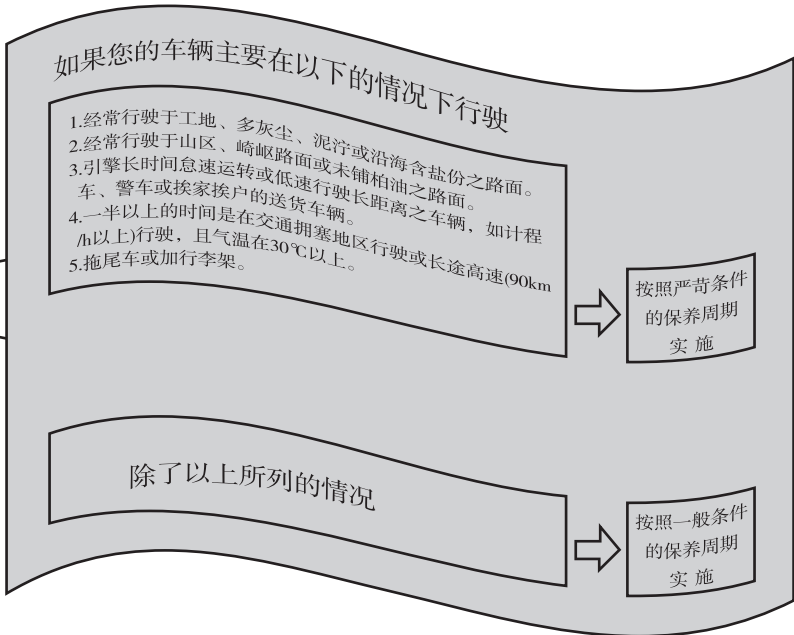 如果您的车辆主要在以下的情况下行驶
1.经常行驶于工地、多灰尘、泥泞或沿海含盐份之路面。
2.经常行驶于山区、崎岖路面或未铺柏油之路面。
3.引擎长时间怠速运转或低速行驶长距离之车辆，如计程
车、警车或挨家挨户的送货车辆。
4.一半以上的时间是在交通拥塞地区行驶或长途高速(90km
/h以上)行驶，且气温在30℃以上。
5.拖尾车或加行李架。
按照严苛条件
的保养周期
实 施
除了以上所列的情况
按照一般条件
的保养周期
实 施